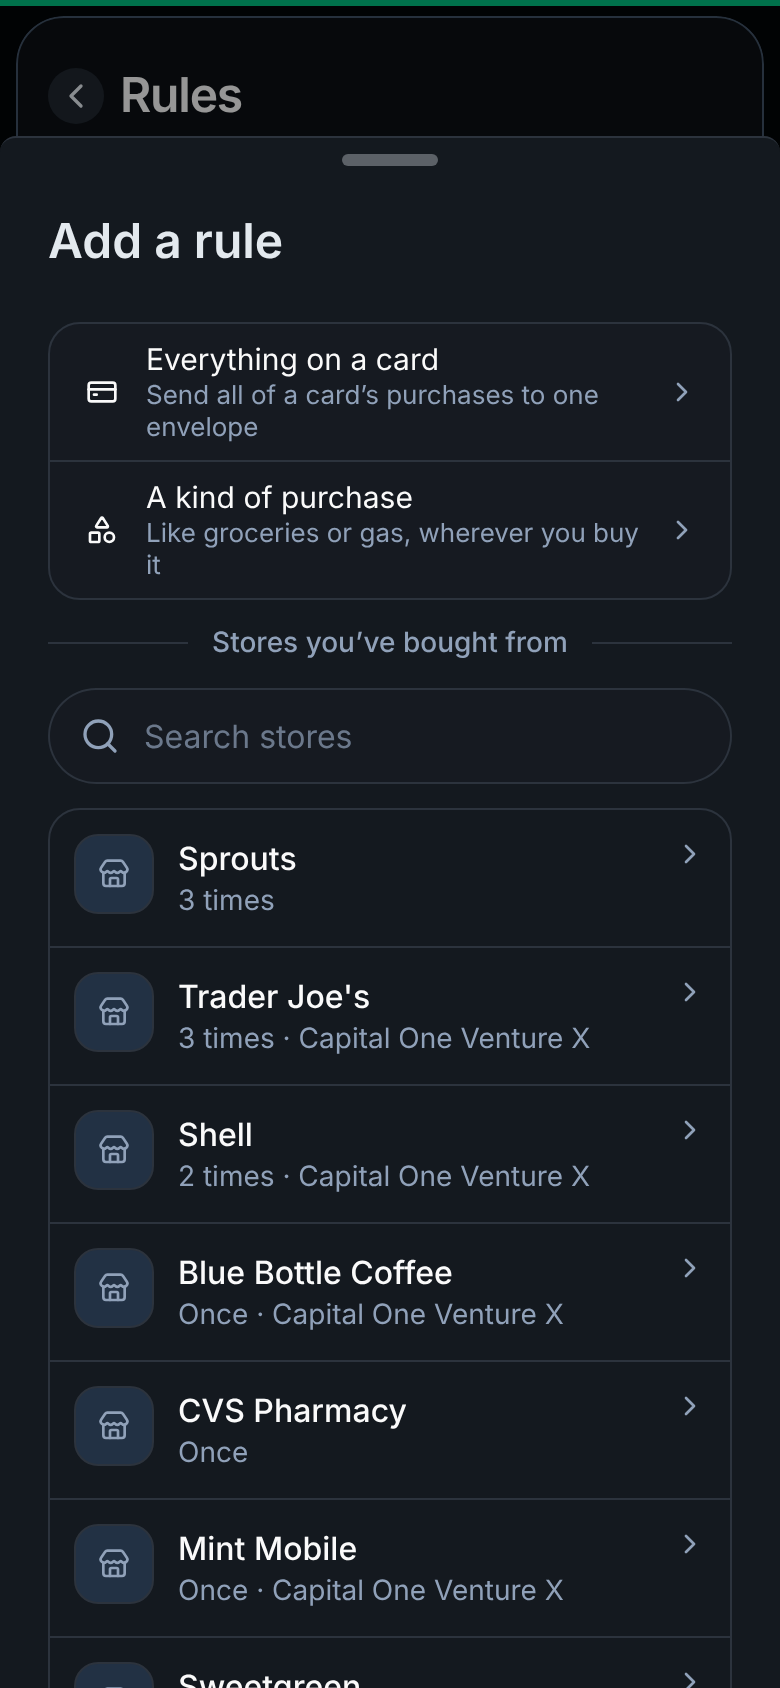 Rules
Add a rule
Everything on a card
Send all of a card’s purchases to one
envelope
A kind of purchase
Like groceries or gas, wherever you buy
it
Stores you’ve bought from
Search stores
Sprouts
3 times
Trader Joe's
3 times · Capital One Venture X
Shell
2 times · Capital One Venture X
Blue Bottle Coffee
Once · Capital One Venture X
CVS Pharmacy
Once
Mint Mobile
Once · Capital One Venture X
Sweetgreen